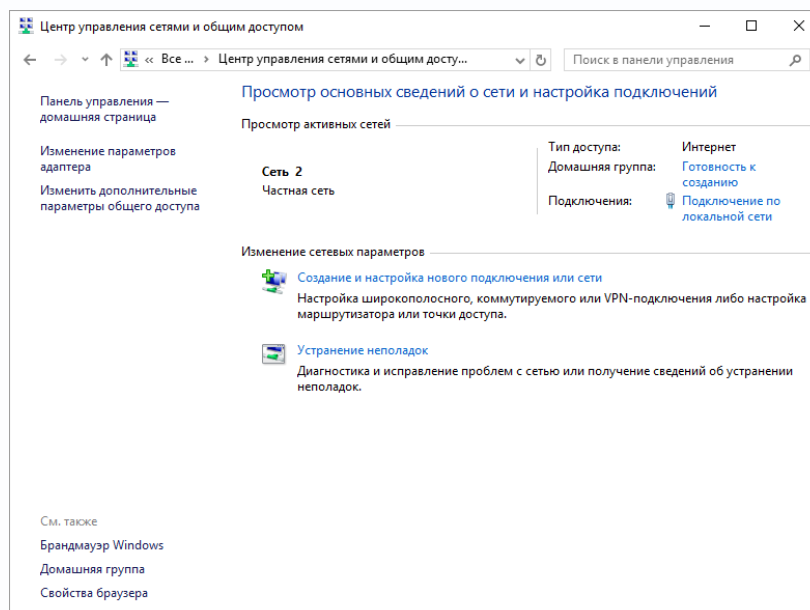 Центр управления сетями и общим доступом
« Все ... › Центр управления сетями и общим досту...
Поиск в панели управления
Панель управления —
домашняя страница
Изменение параметров
адаптера
Изменить дополнительные
параметры общего доступа
Просмотр основных сведений о сети и настройка подключений
Просмотр активных сетей
Сеть 2
Частная сеть
Тип доступа: Интернет
Домашняя группа: Готовность к
созданию
Подключения: Подключение по
локальной сети
Изменение сетевых параметров
Создание и настройка нового подключения или сети
Настройка широкополосного, коммутируемого или VPN-подключения либо настройка
маршрутизатора или точки доступа.
Устранение неполадок
Диагностика и исправление проблем с сетью или получение сведений об устранении
неполадок.
См. также
Брандмауэр Windows
Домашняя группа
Свойства браузера